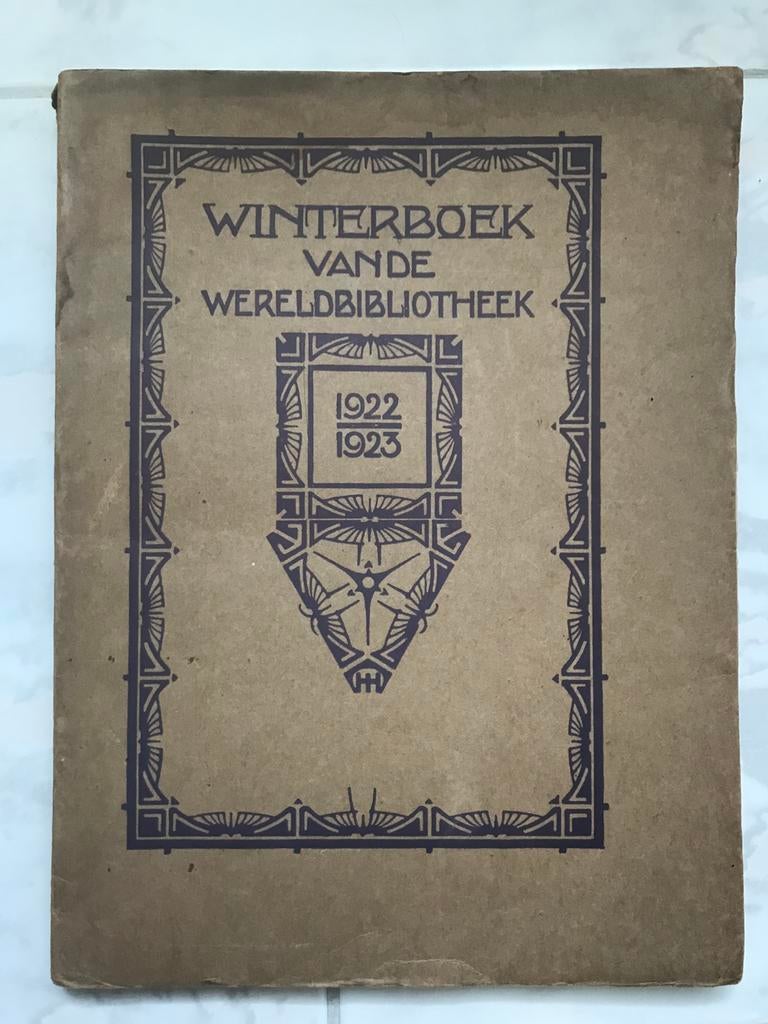 WINTERBOEK
VAN DE
WERELDBIBLIOTHEEK
1922
1923